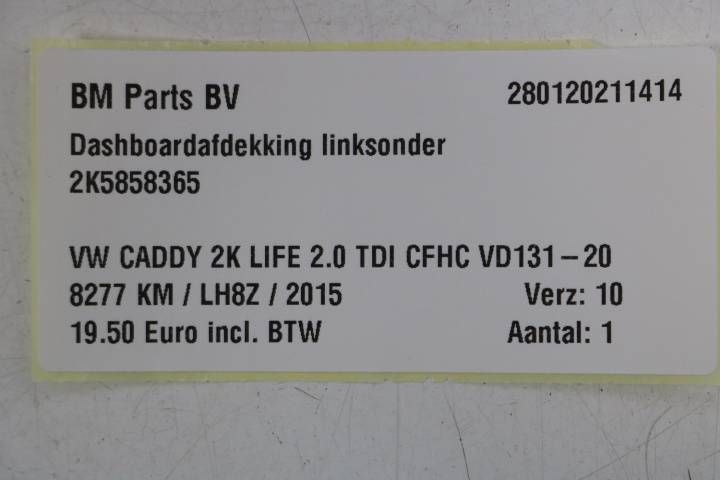 BM Parts BV 280120211414
Dashboardafdekking linksonder
2K5858365
VW CADDY 2K LIFE 2.0 TDI CFHC VD131-20
8277 KM / LH8Z / 2015 Verz: 10
19.50 Euro incl. BTW Aantal: 1